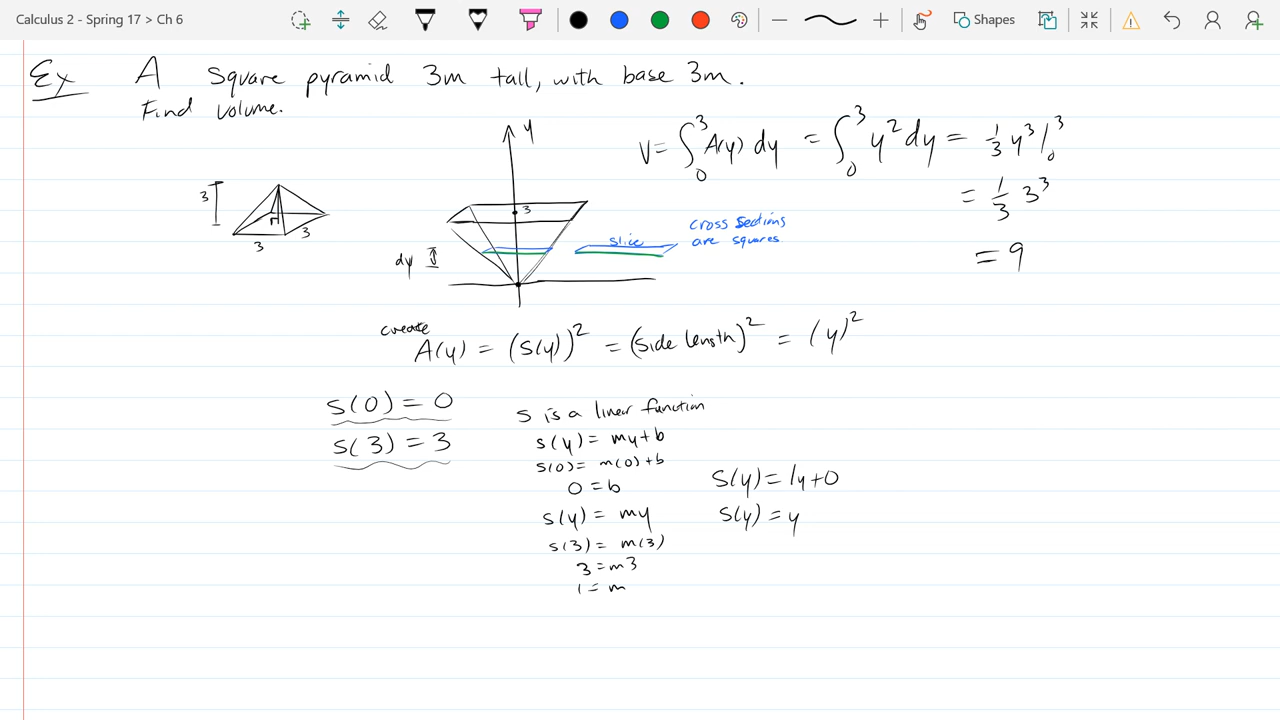 Calculus 2 - Spring 17 > Ch 6
Shapes
Ex A square pyramid 3m tall, with base 3m.
Find volume.
y
V = ∫₀³ A(y) dy = ∫₀³ y² dy = 1/3 y³ |₀³
= 1/3 3³
= 9
3
3
3
3
dy
slice
cross sections
are squares
create
A(y) = (s(y))² = (side length)² = (y)²
s(0) = 0
s(3) = 3
s is a linear function
s(y) = my+b
s(0) = m(0)+b
0 = b
s(y) = my
s(3) = m(3)
3 = m3
1 = m
s(y) = 1y+0
s(y) = y